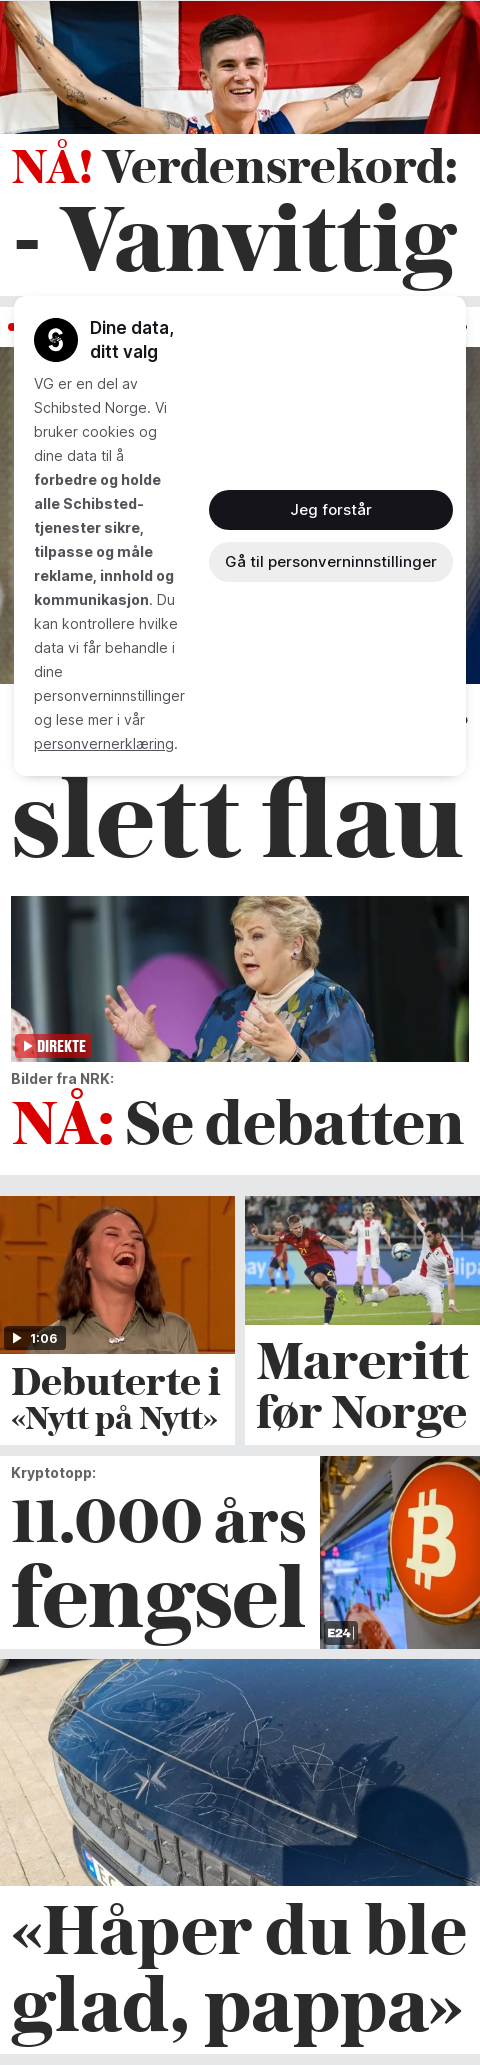 NÅ! Verdensrekord:
- Vanvittig
Dine data,
ditt valg
VG er en del av
Schibsted Norge. Vi
bruker cookies og
dine data til å
forbedre og holde
alle Schibsted-
tjenester sikre,
tilpasse og måle
reklame, innhold og
kommunikasjon. Du
kan kontrollere hvilke
data vi får behandle i
dine
personverninnstillinger
og lese mer i vår
personvernerklæring.
Jeg forstår
Gå til personverninnstillinger
slett flau
DIREKTE
Bilder fra NRK:
NÅ: Se debatten
1:06
Debuterte i
«Nytt på Nytt»
Mareritt
før Norge
Kryptotopp:
11.000 års
fengsel
E24
«Håper du ble
glad, pappa»